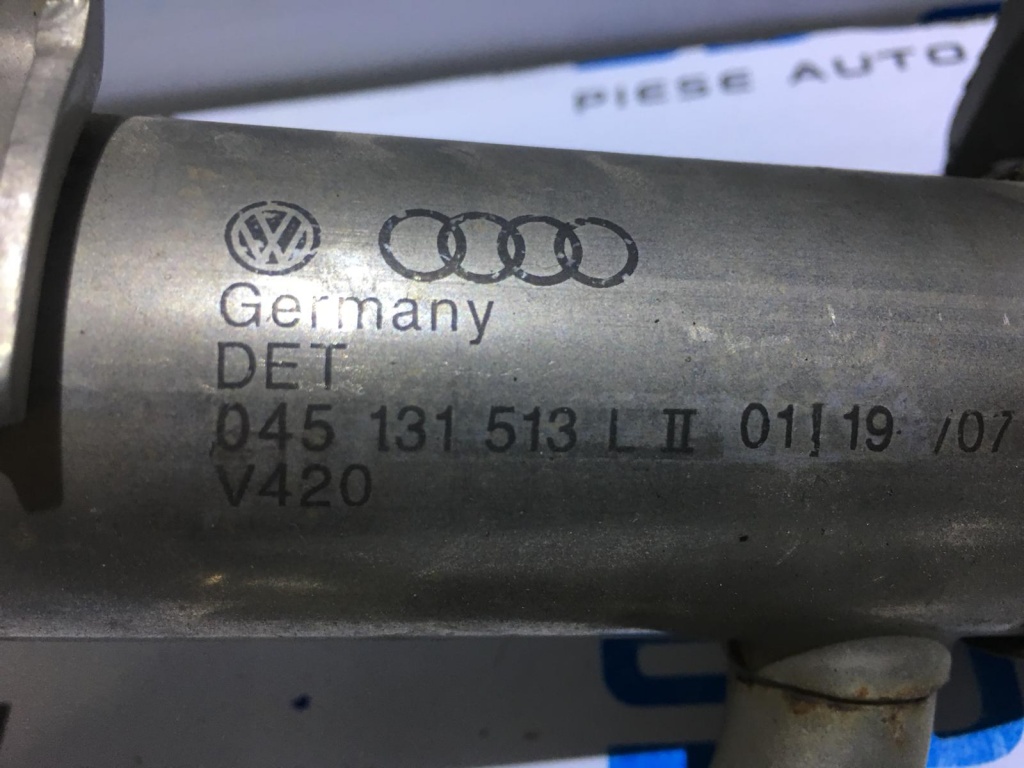 PIESE AUTO
Germany
DET
045 131 513 L II 01 19 /07
V420